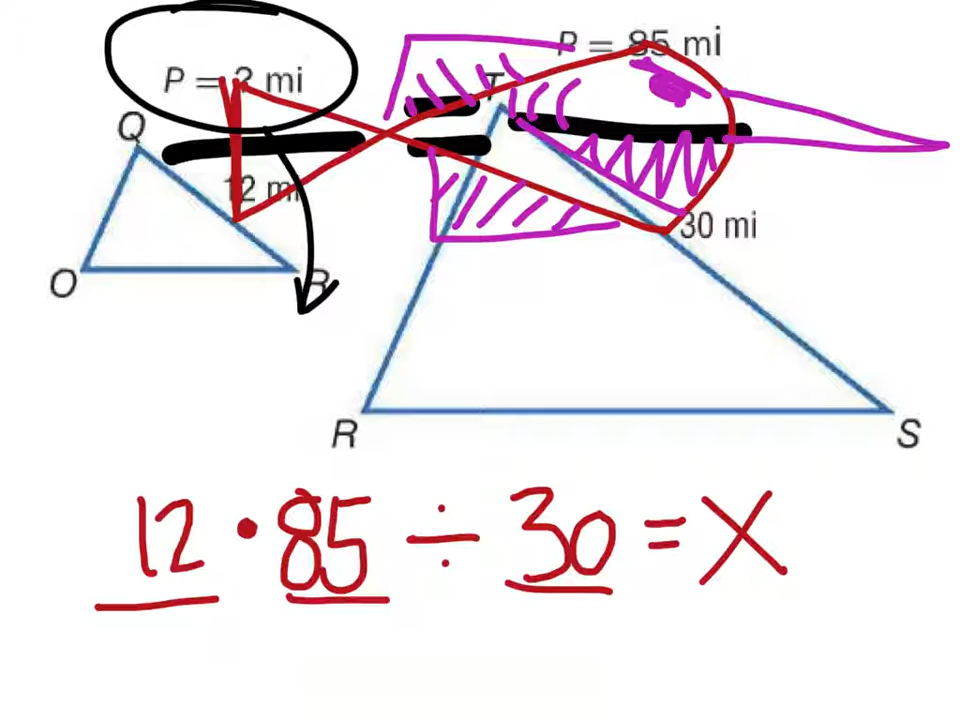 P = 85 mi
P = ? mi
T
Q
12 mi
30 mi
O
R
R
S
12 • 85 ÷ 30 = X